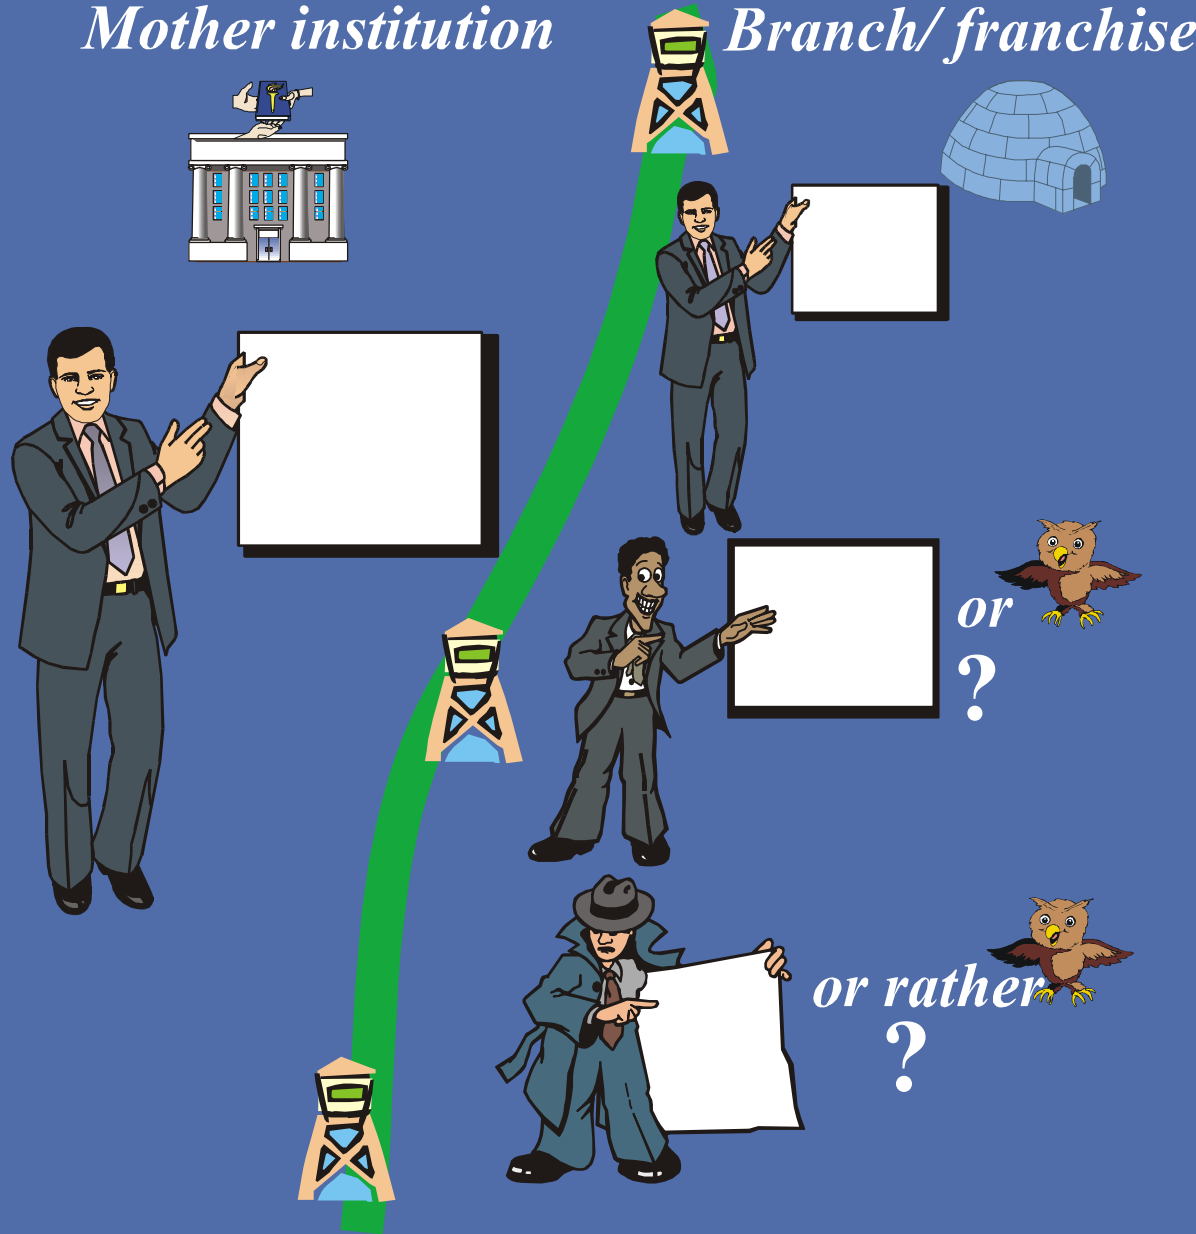 Mother institution
Branch/ franchise
or
?
or rather
?